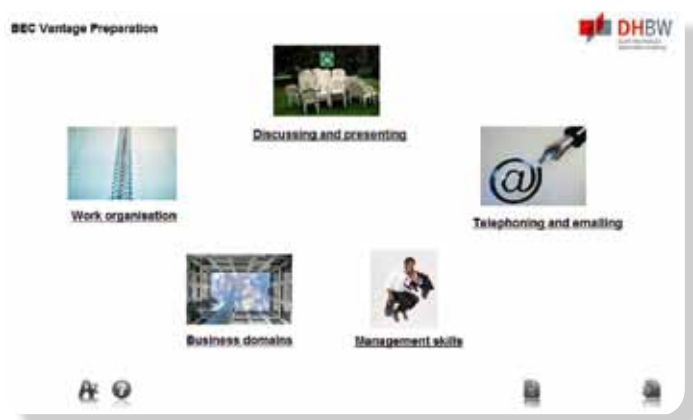 BEC Vantage Preparation
DHBW
Discussing and presenting
Work organisation
Telephoning and emailing
Business domains
Management skills